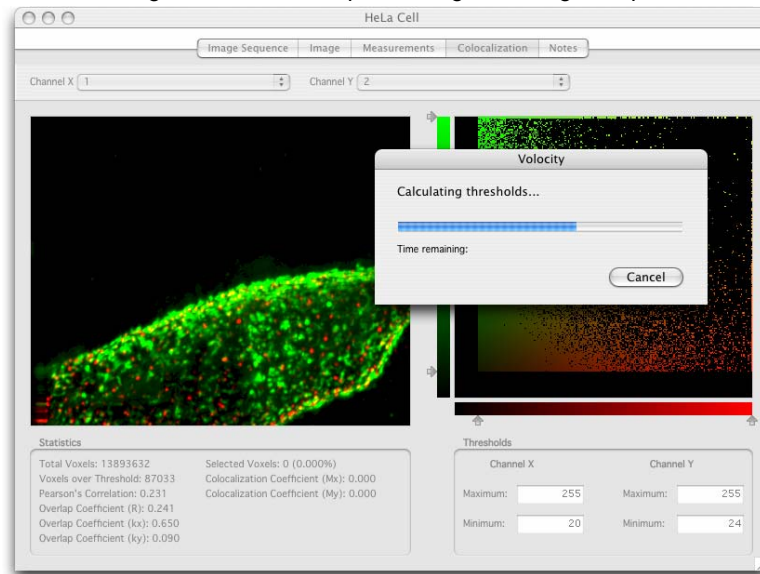 HeLa Cell
Image Sequence Image Measurements Colocalization Notes
Channel X 1 Channel Y 2
Volocity
Calculating thresholds...
Time remaining:
Cancel
Statistics
Total Voxels: 13893632 Selected Voxels: 0 (0.000%)
Voxels over Threshold: 87033 Colocalization Coefficient (Mx): 0.000
Pearson's Correlation: 0.231 Colocalization Coefficient (My): 0.000
Overlap Coefficient (R): 0.241
Overlap Coefficient (kx): 0.650
Overlap Coefficient (ky): 0.090
Thresholds
Channel X Channel Y
Maximum: 255 Maximum: 255
Minimum: 20 Minimum: 24